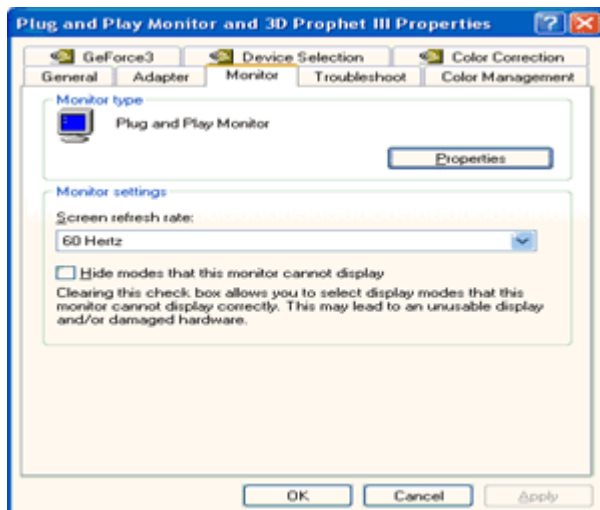 Plug and Play Monitor and 3D Prophet III Properties
GeForce3 Device Selection Color Correction
General Adapter Monitor Troubleshoot Color Management
Monitor type
Plug and Play Monitor
Properties
Monitor settings
Screen refresh rate:
60 Hertz
Hide modes that this monitor cannot display
Clearing this check box allows you to select display modes that this
monitor cannot display correctly. This may lead to an unusable display
and/or damaged hardware.
OK Cancel Apply